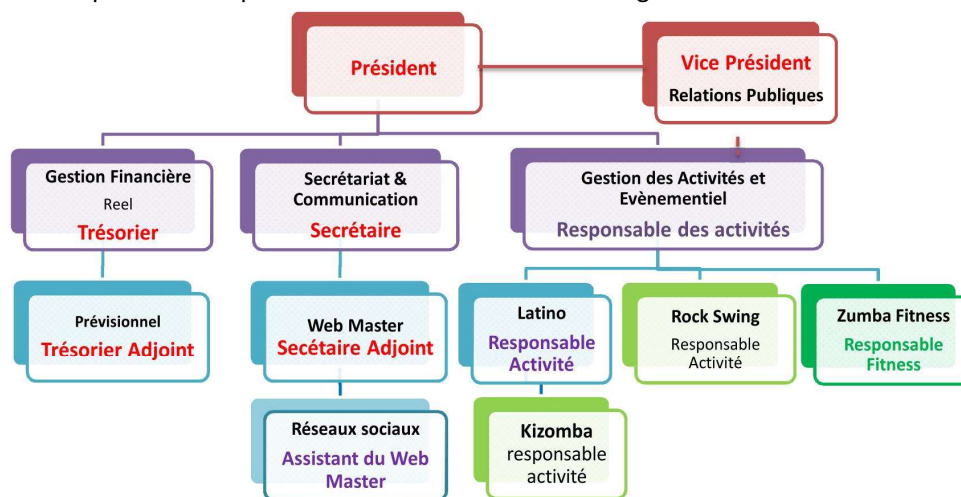 Président
Vice Président
Relations Publiques
Gestion Financière
Reel
Trésorier
Secrétariat &
Communication
Secrétaire
Gestion des Activités et
Evènementiel
Responsable des activités
Prévisionnel
Trésorier Adjoint
Web Master
Secétaire Adjoint
Latino
Responsable
Activité
Rock Swing
Responsable
Activité
Zumba Fitness
Responsable
Fitness
Réseaux sociaux
Assistant du Web
Master
Kizomba
responsable
activité